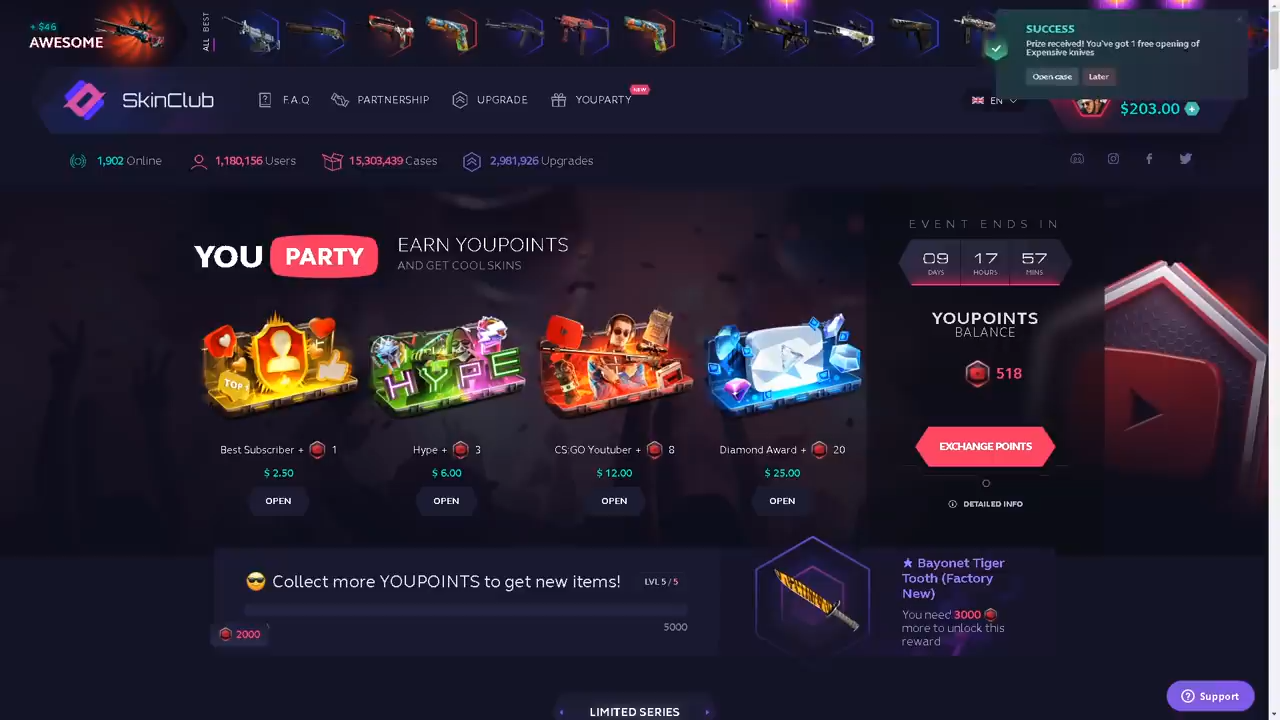 + $46
AWESOME
ALL BEST
SUCCESS
Prize received! You've got 1 free opening of
Expensive knives
Open case Later
SKINCLUB
F.A.Q
PARTNERSHIP
UPGRADE
YOUPARTY
NEW
EN
$203.00
1,902 Online
1,180,156 Users
15,303,439 Cases
2,981,926 Upgrades
YOU PARTY
EARN YOUPOINTS
AND GET COOL SKINS
EVENT ENDS IN
09 17 57
DAYS HOURS MINS
YOUPOINTS
BALANCE
518
EXCHANGE POINTS
DETAILED INFO
TOP
HYPE
Best Subscriber + 1
Hype + 3
CS:GO Youtuber + 8
Diamond Award + 20
$ 2.50
$ 6.00
$ 12.00
$ 25.00
OPEN
OPEN
OPEN
OPEN
Collect more YOUPOINTS to get new items!
LVL 5 / 5
2000
5000
★ Bayonet Tiger
Tooth (Factory
New)
You need 3000
more to unlock this
reward
LIMITED SERIES
Support